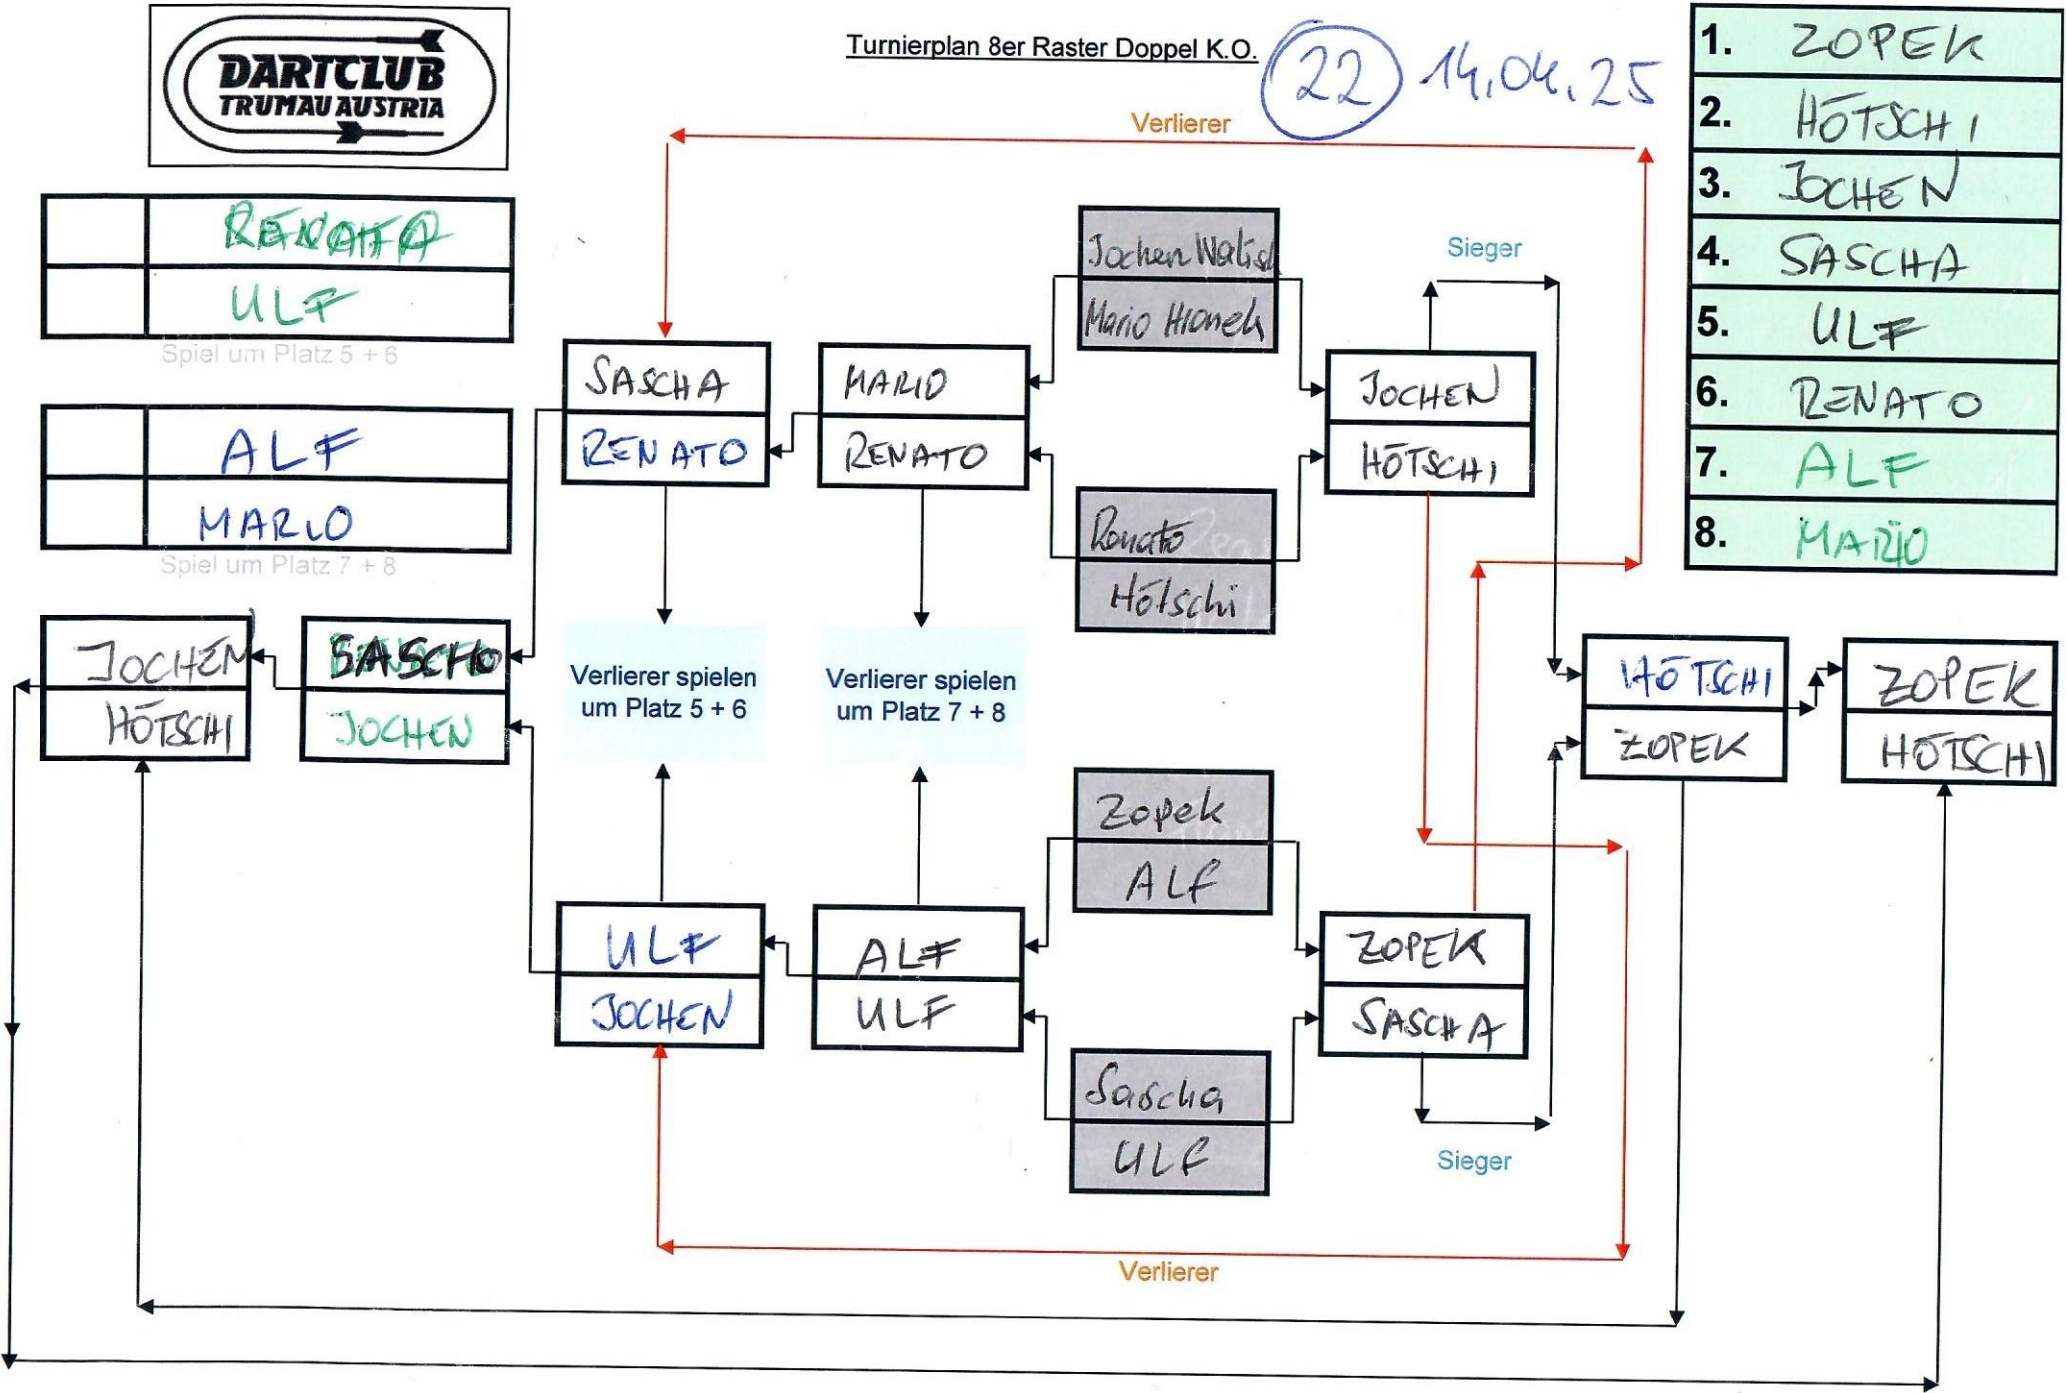 DARTCLUB
TRUMAU AUSTRIA
Turnierplan 8er Raster Doppel K.O.
22 14.04.25
1. ZOPEK
2. HÖTSCHI
3. JOCHEN
4. SASCHA
5. ULF
6. RENATO
7. ALF
8. MARIO
Verlierer
ULF
Spiel um Platz 5 + 6
ALF
MARIO
Spiel um Platz 7 + 8
Jochen
Mario
Sieger
SASCHA
RENATO
MARIO
RENATO
JOCHEN
HÖTSCHI
Renato
Hötschi
JOCHEN
HÖTSCHI
JOCHEN
Verlierer spielen
um Platz 5 + 6
Verlierer spielen
um Platz 7 + 8
HÖTSCHI
ZOPEK
ZOPEK
HÖTSCHI
Zopek
ALF
ULF
JOCHEN
ALF
ULF
ZOPEK
SASCHA
Sascha
ULF
Sieger
Verlierer